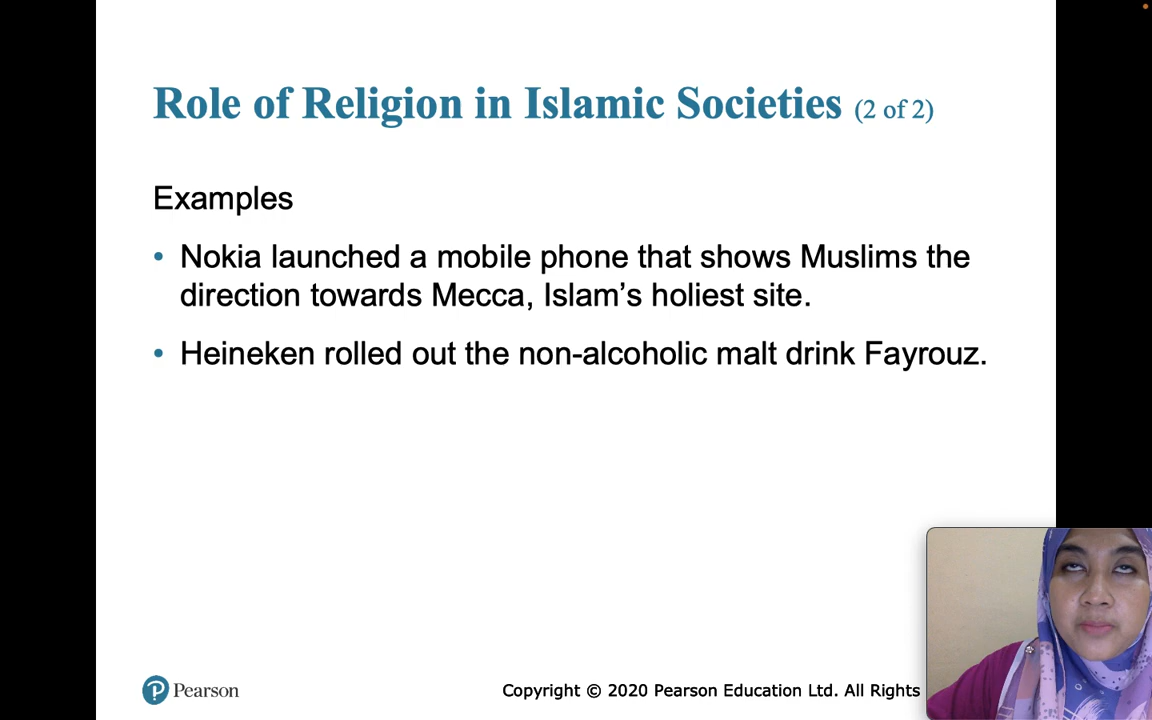 Role of Religion in Islamic Societies (2 of 2)
Examples
• Nokia launched a mobile phone that shows Muslims the
direction towards Mecca, Islam’s holiest site.
• Heineken rolled out the non-alcoholic malt drink Fayrouz.
Pearson
Copyright © 2020 Pearson Education Ltd. All Rights